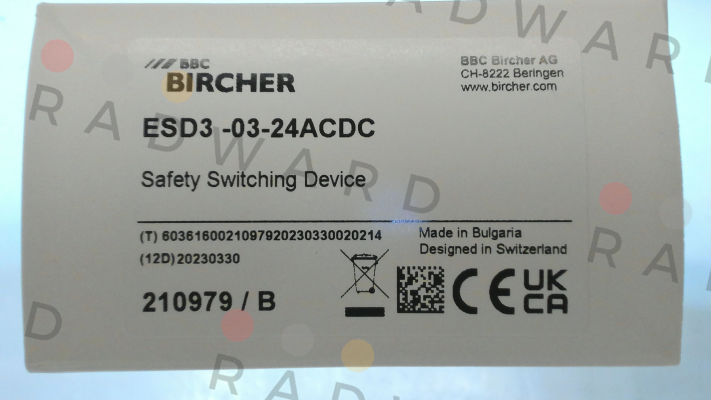 BBC
BIRCHER
BBC Bircher AG
CH-8222 Beringen
www.bircher.com
ESD3 -03-24ACDC
Safety Switching Device
(T) 6036160021097920230330020214
(12D)20230330
Made in Bulgaria
Designed in Switzerland
210979 / B
CE
UK
CA
RADWARD
RADWARD
RADWARD
RADWARD